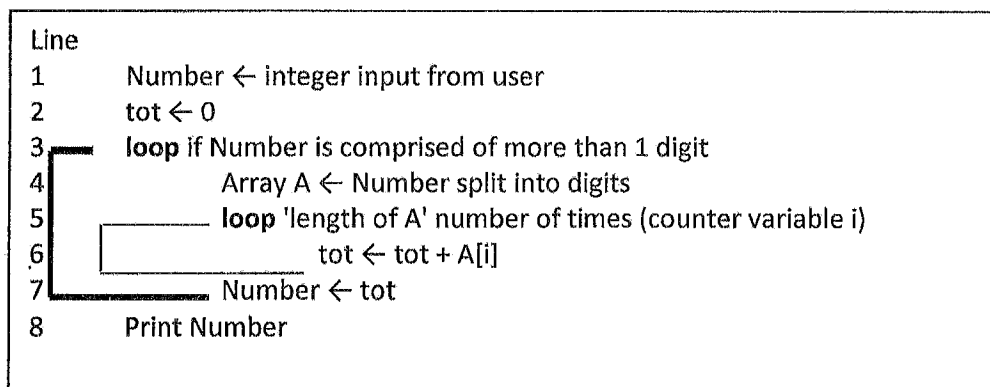 Line
1 Number ← integer input from user
2 tot ← 0
3 loop if Number is comprised of more than 1 digit
4 Array A ← Number split into digits
5 loop 'length of A' number of times (counter variable i)
6 tot ← tot + A[i]
7 Number ← tot
8 Print Number